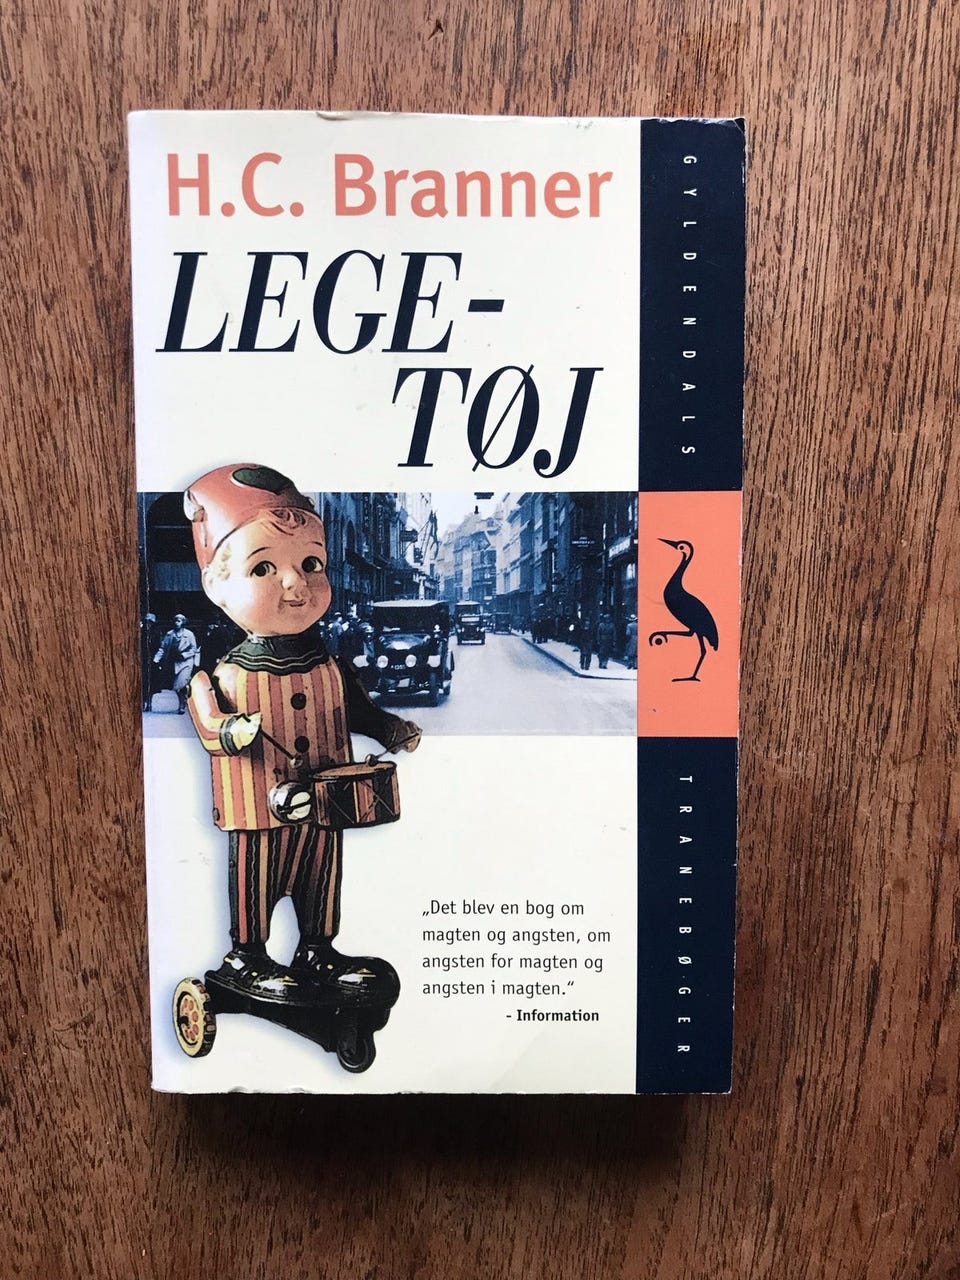 H.C. Branner
LEGE-
TØJ
GYLDENDALS
TRANEBØGER
„Det blev en bog om
magten og angsten, om
angsten for magten og
angsten i magten.“
- Information